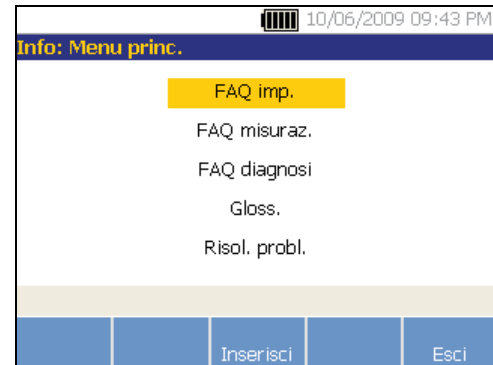 10/06/2009 09:43 PM
Info: Menu princ.
FAQ imp.
FAQ misuraz.
FAQ diagnosi
Gloss.
Risol. probl.
Inserisci Esci